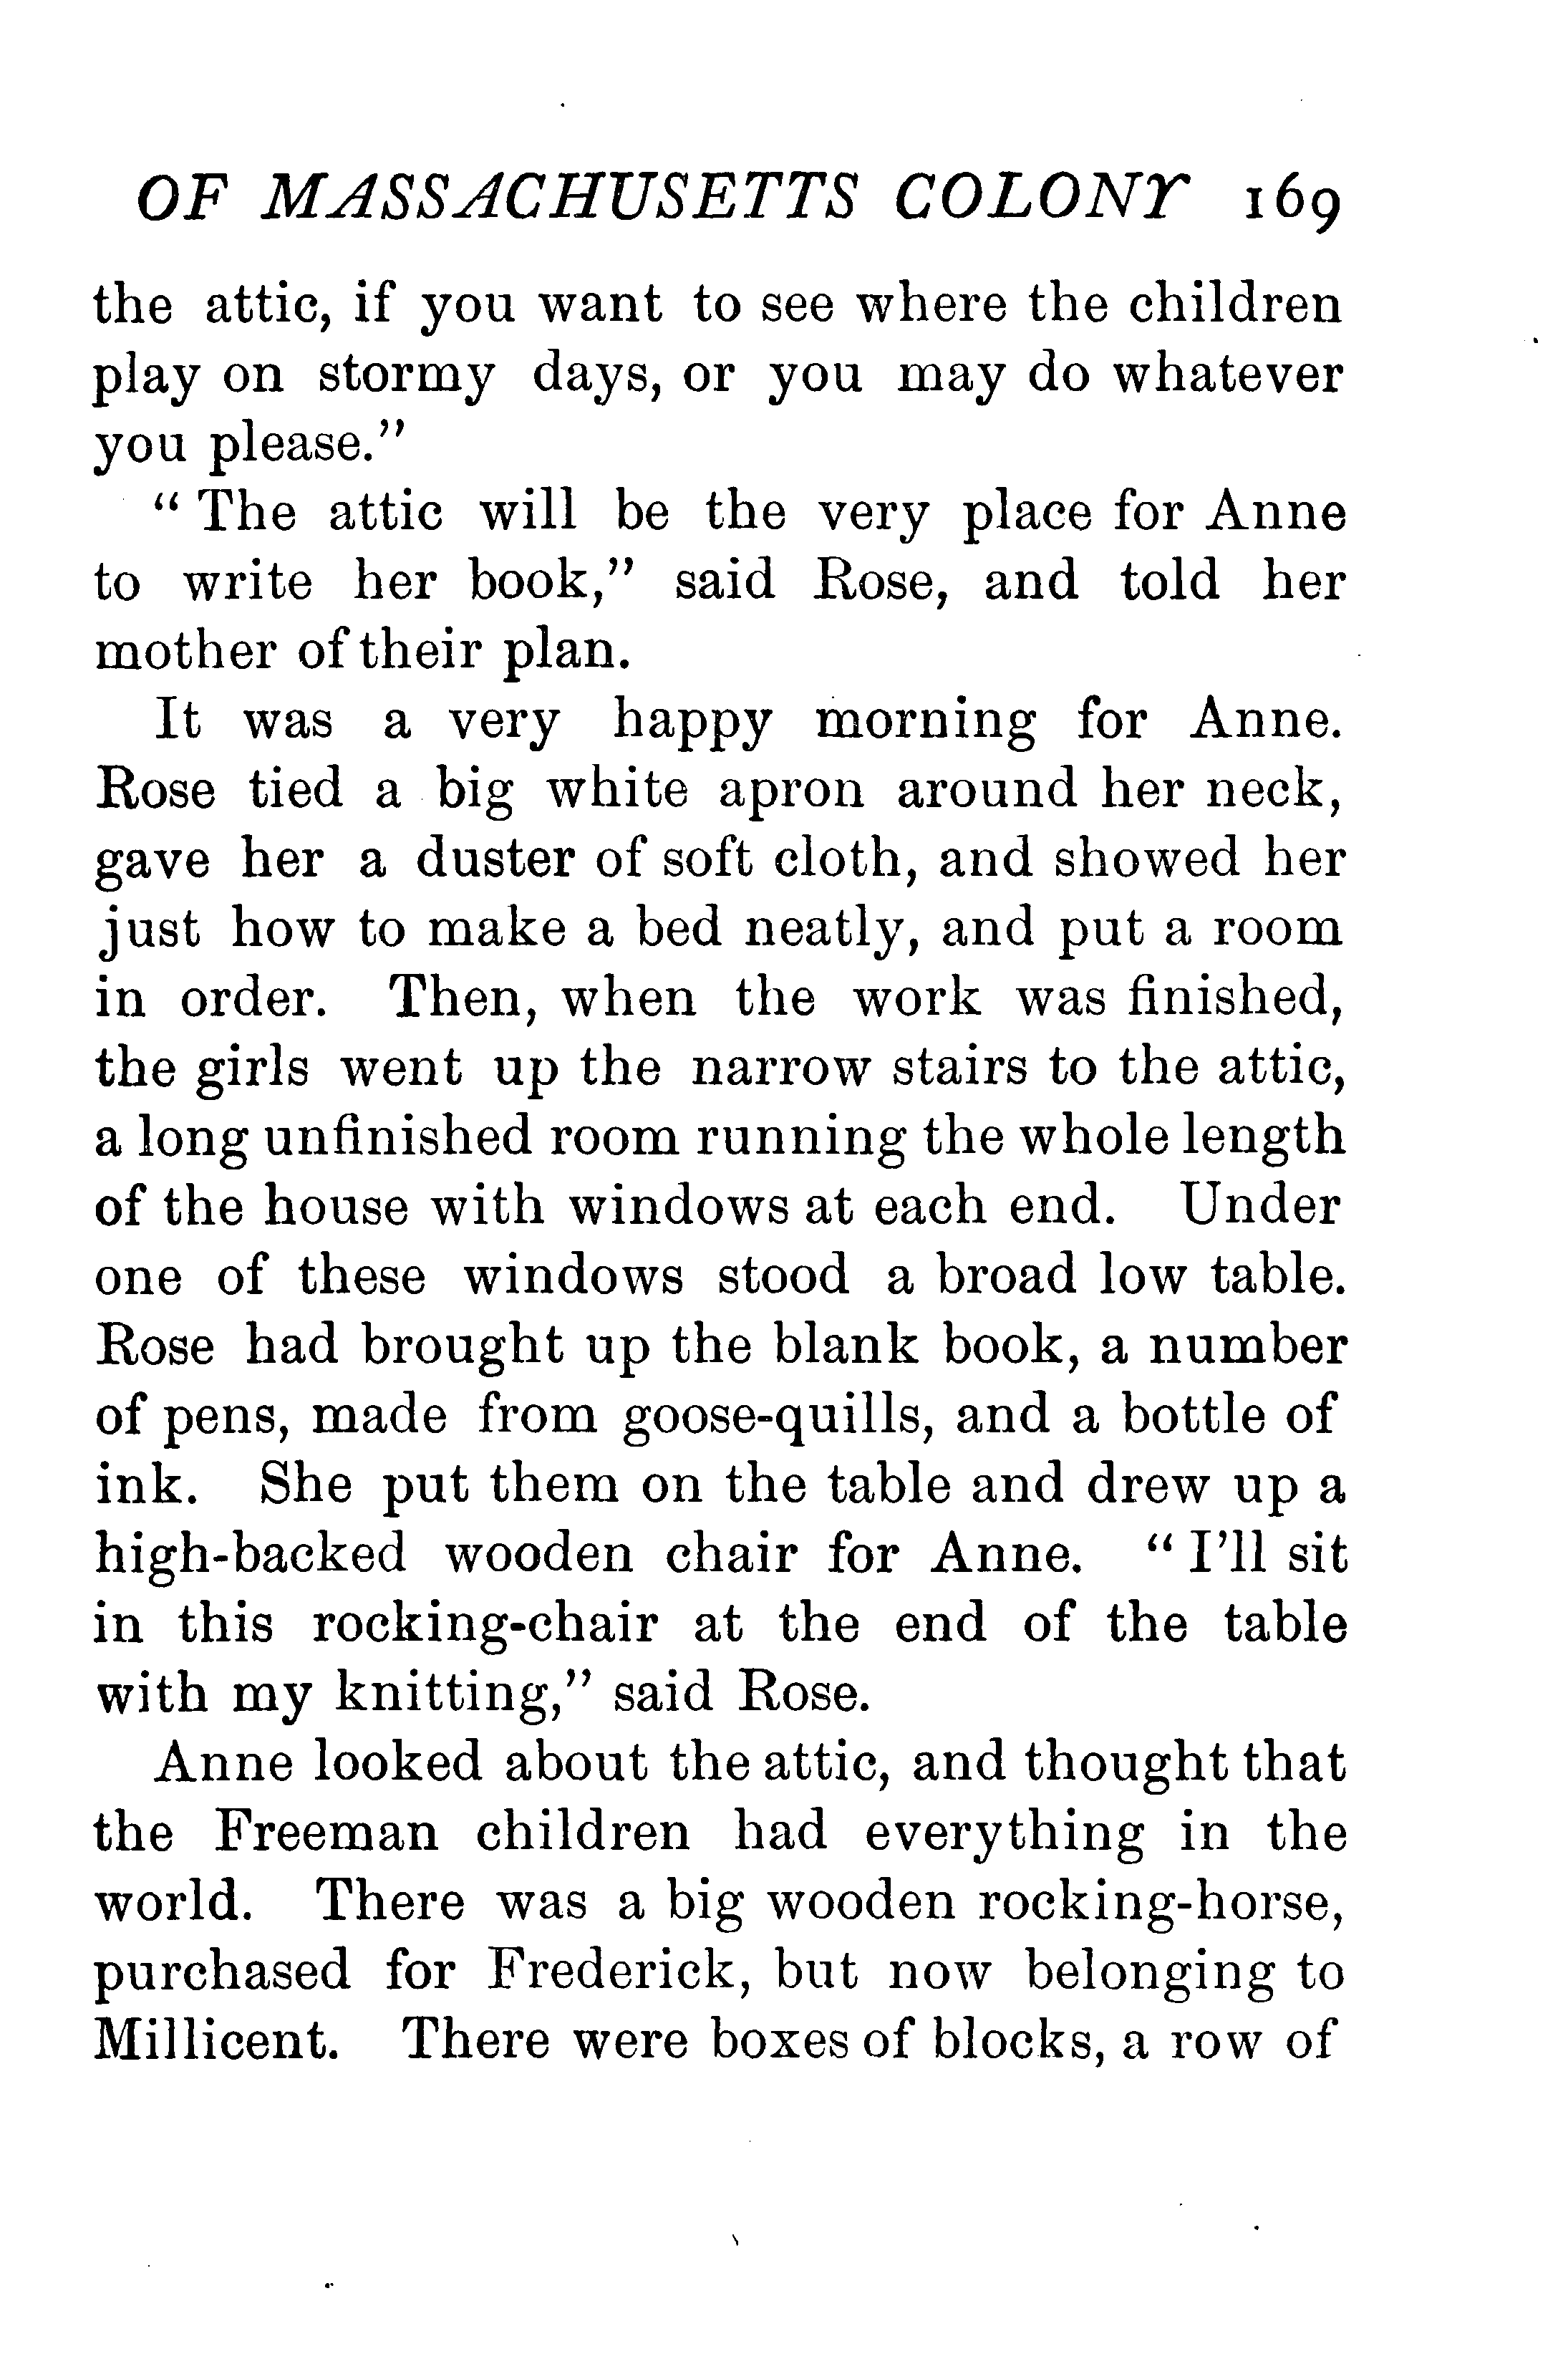 OF MASSACHUSETTS COLONY 169
the attic, if you want to see where the children
play on stormy days, or you may do whatever
you please.”
“ The attic will be the very place for Anne
to write her book,” said Rose, and told her
mother of their plan.
It was a very happy morning for Anne.
Rose tied a big white apron around her neck,
gave her a duster of soft cloth, and showed her
just how to make a bed neatly, and put a room
in order. Then, when the work was finished,
the girls went up the narrow stairs to the attic,
a long unfinished room running the whole length
of the house with windows at each end. Under
one of these windows stood a broad low table.
Rose had brought up the blank book, a number
of pens, made from goose-quills, and a bottle of
ink. She put them on the table and drew up a
high-backed wooden chair for Anne. “ I’ll sit
in this rocking-chair at the end of the table
with my knitting,” said Rose.
Anne looked about the attic, and thought that
the Freeman children had everything in the
world. There was a big wooden rocking-horse,
purchased for Frederick, but now belonging to
Millicent. There were boxes of blocks, a row of